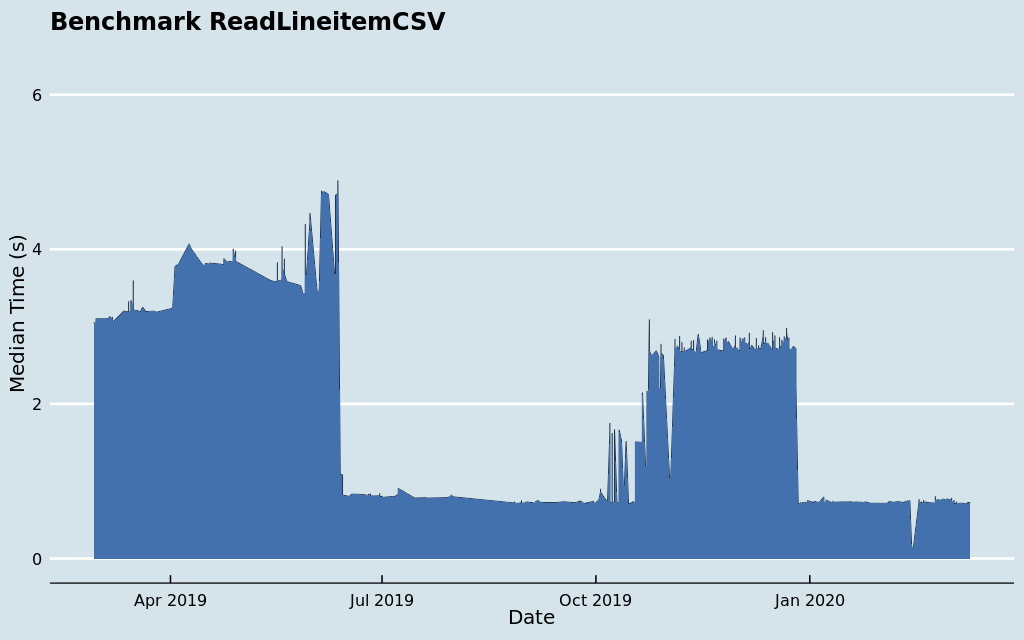 Benchmark ReadLineitemCSV
Median Time (s)
6
4
2
0
Apr 2019
Jul 2019
Oct 2019
Jan 2020
Date